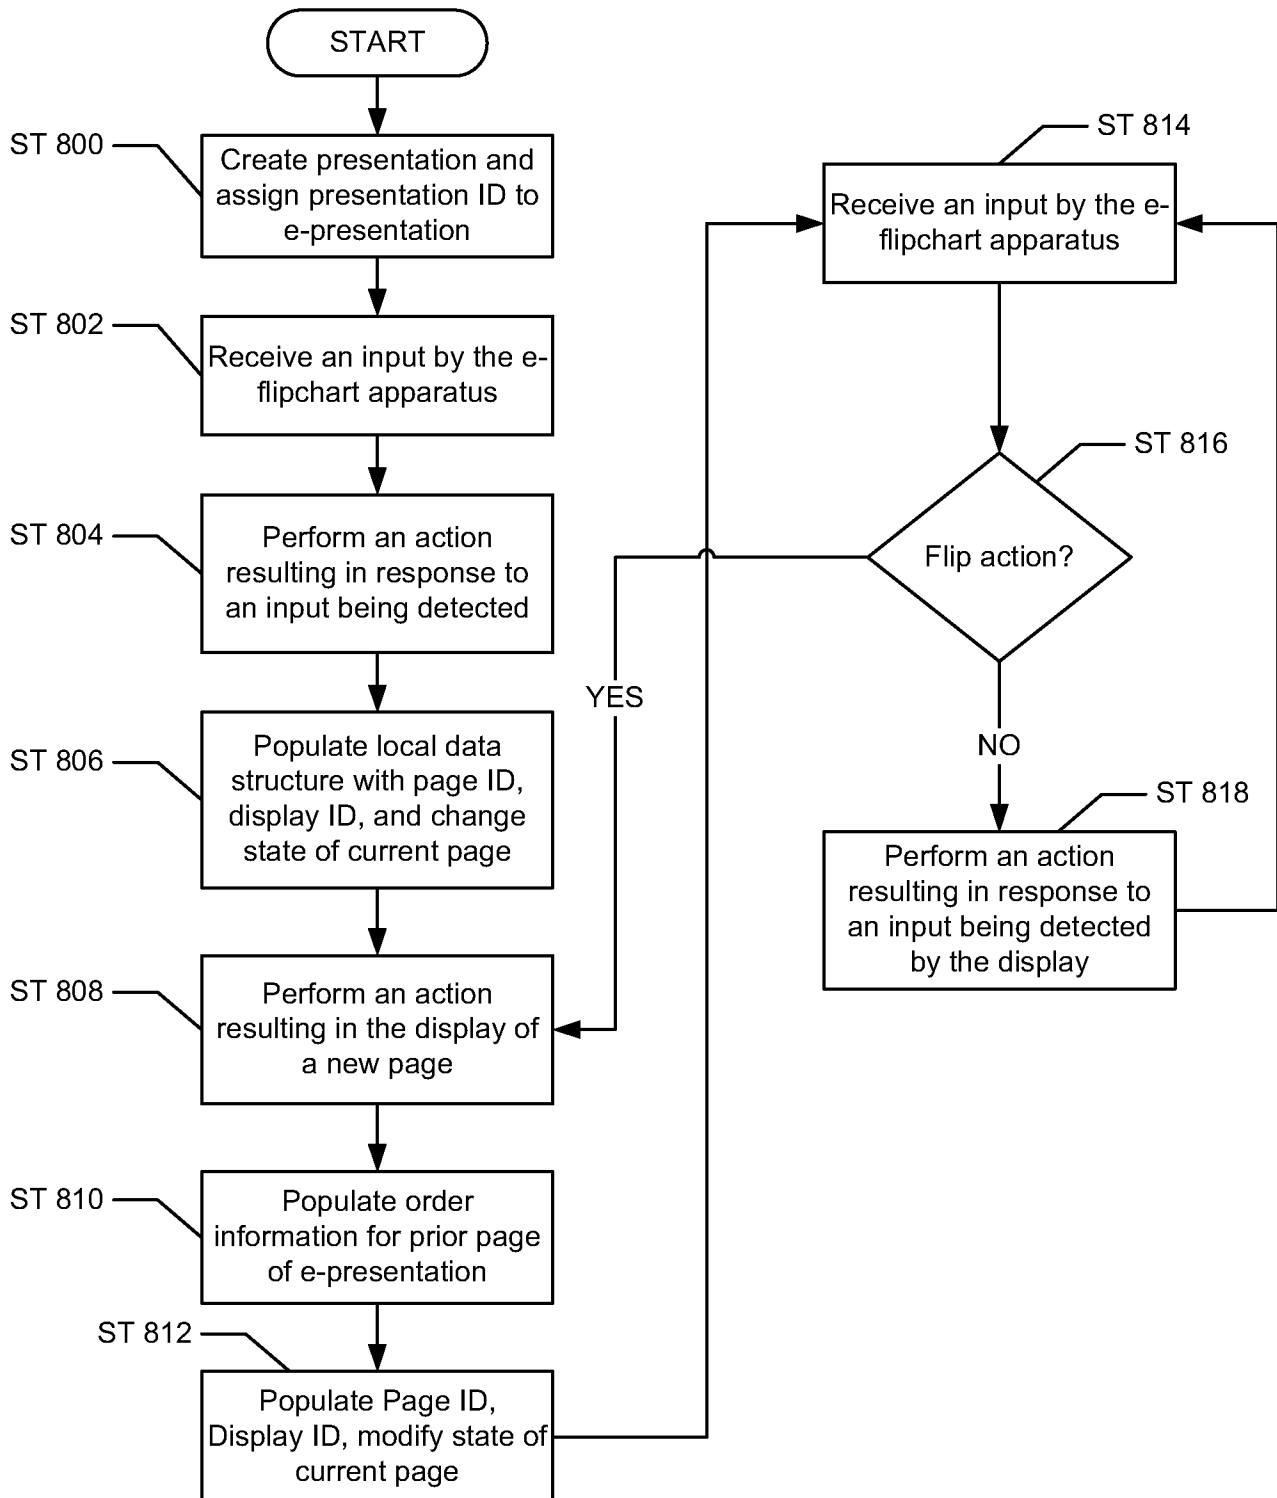 START
ST 800
Create presentation and
assign presentation ID to
e-presentation
ST 802
Receive an input by the e-
flipchart apparatus
ST 804
Perform an action
resulting in response to
an input being detected
ST 806
Populate local data
structure with page ID,
display ID, and change
state of current page
ST 808
Perform an action
resulting in the display of
a new page
ST 810
Populate order
information for prior page
of e-presentation
ST 812
Populate Page ID,
Display ID, modify state of
current page
ST 814
Receive an input by the e-
flipchart apparatus
ST 816
Flip action?
YES
NO
ST 818
Perform an action
resulting in response to
an input being detected
by the display